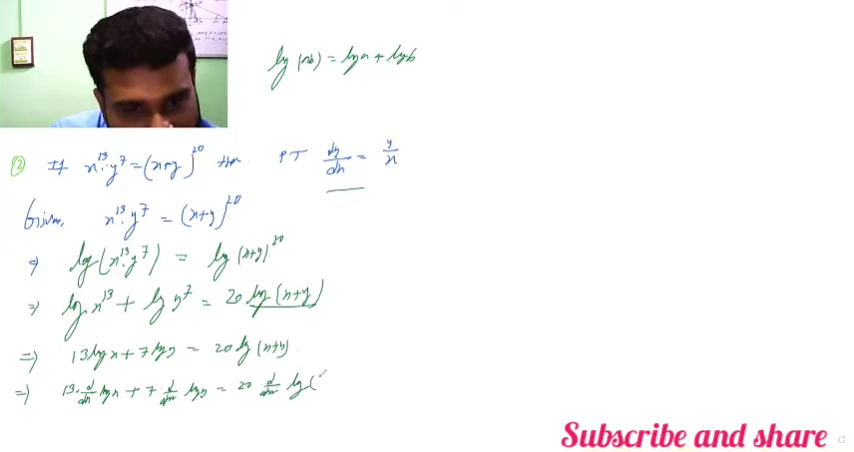 log (ab) = log a + log b
② If x¹³·y⁷ = (x+y)²⁰ then PT dy/dx = y/x
Given, x¹³·y⁷ = (x+y)²⁰
⇒ log (x¹³·y⁷) = log (x+y)²⁰
⇒ log x¹³ + log y⁷ = 20 log (x+y)
⇒ 13 log x + 7 log y = 20 log (x+y).
⇒ 13·d/dx log x + 7 d/dx log y = 20 d/dx log (
Subscribe and share